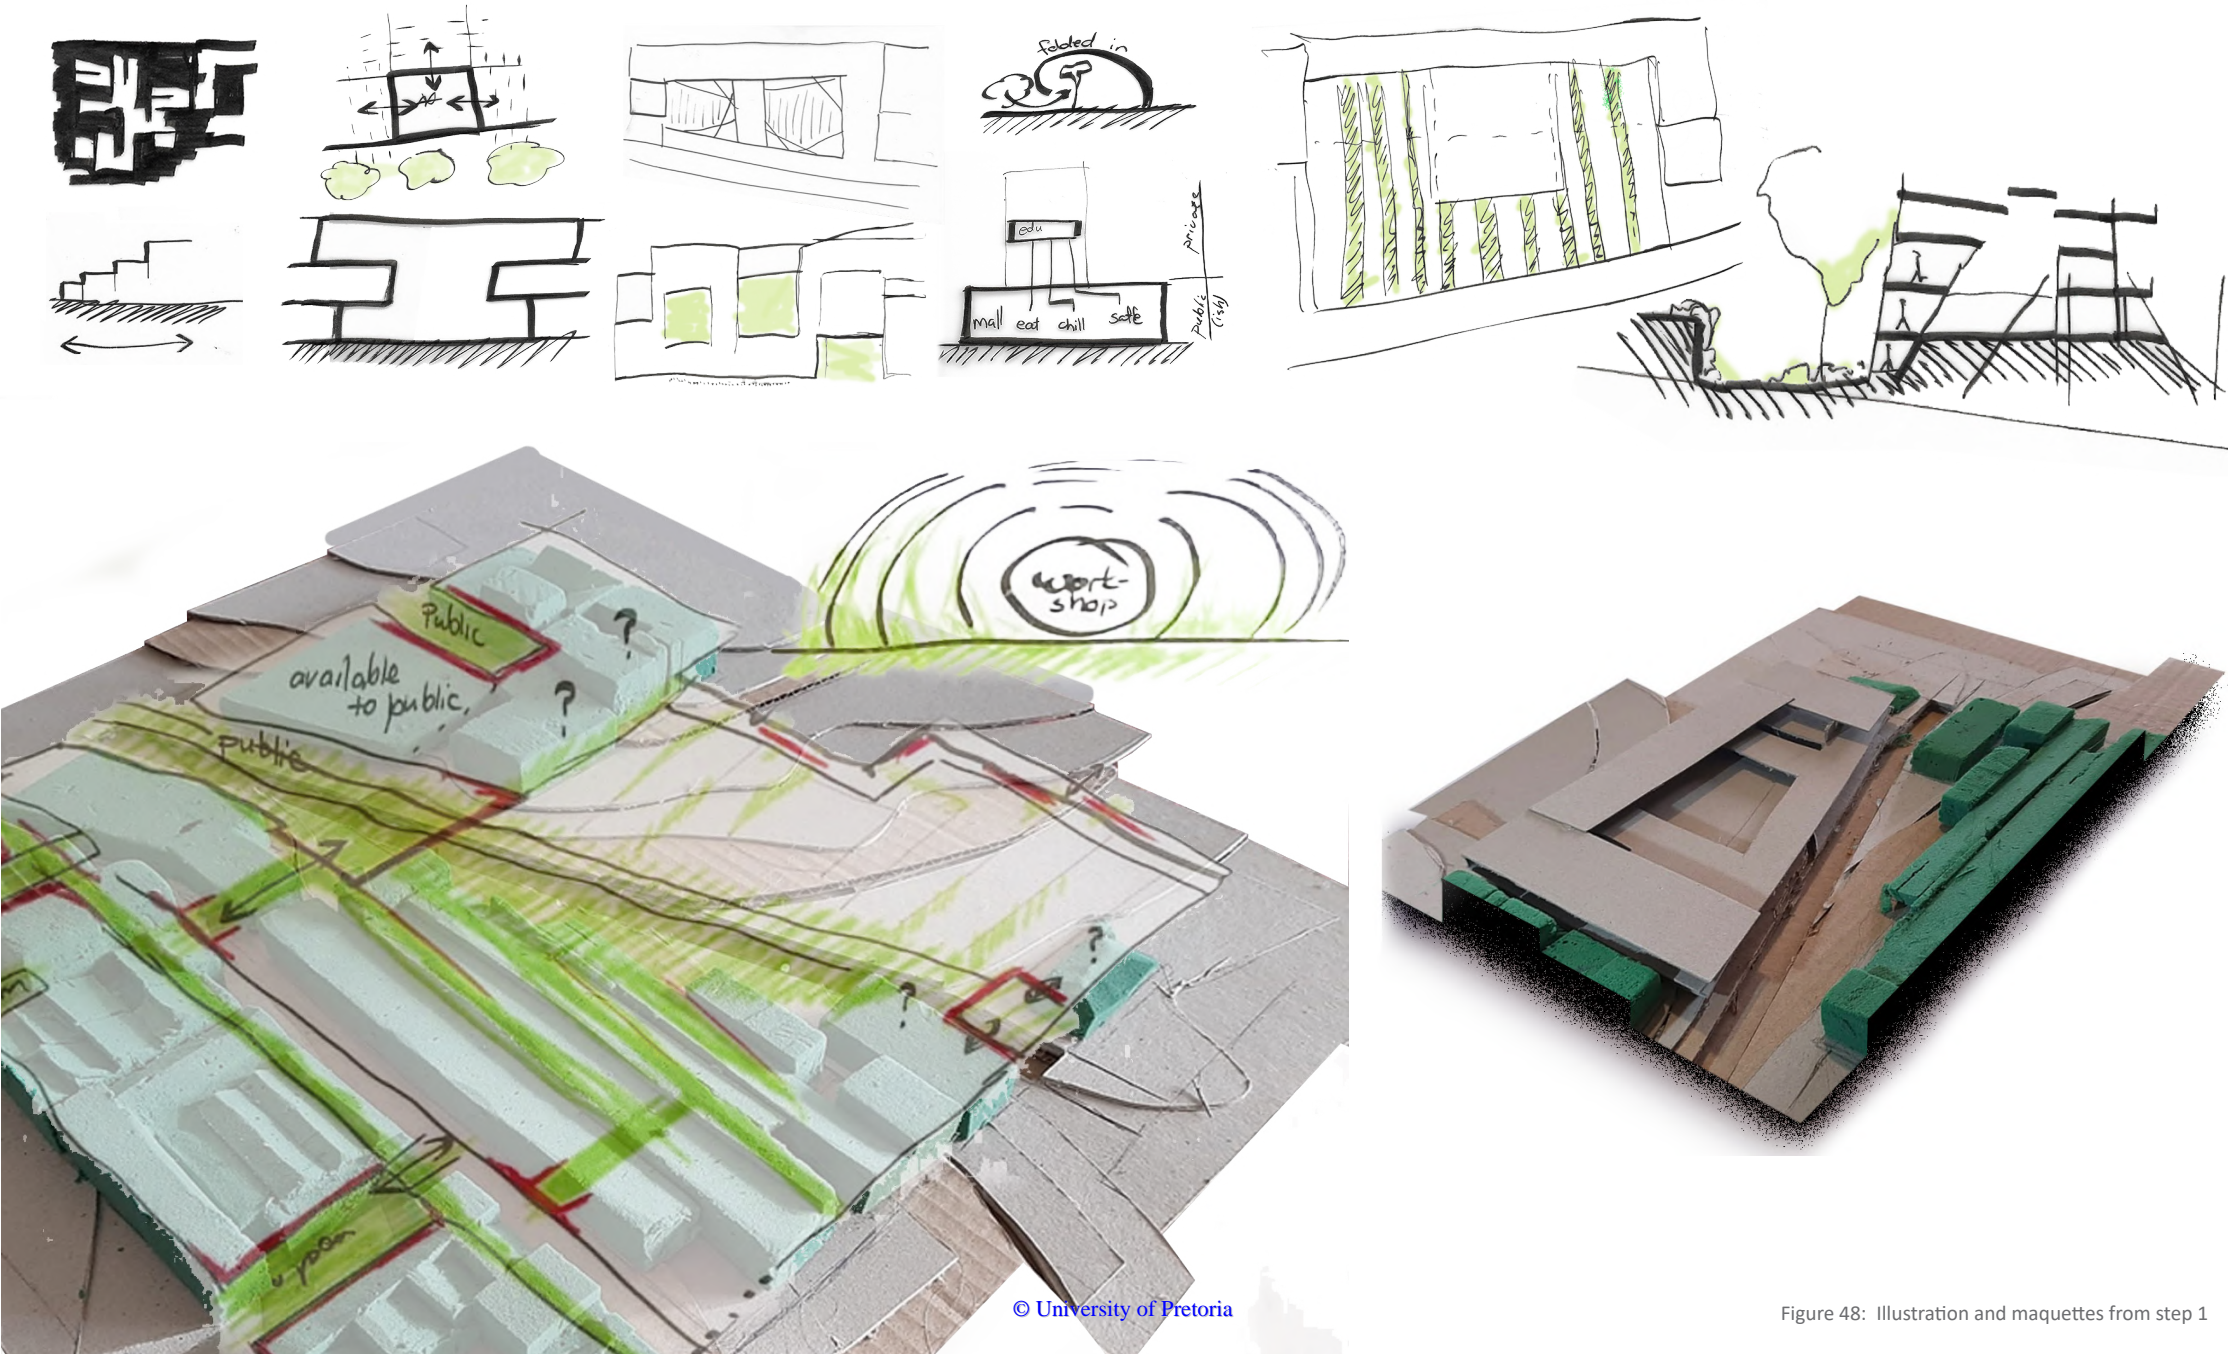 folded in
edu
private
public
(ish)
mall eat chill safe
work-
shop
Public
?
available
to public.
?
public
?
?
© University of Pretoria
Figure 48: Illustration and maquettes from step 1